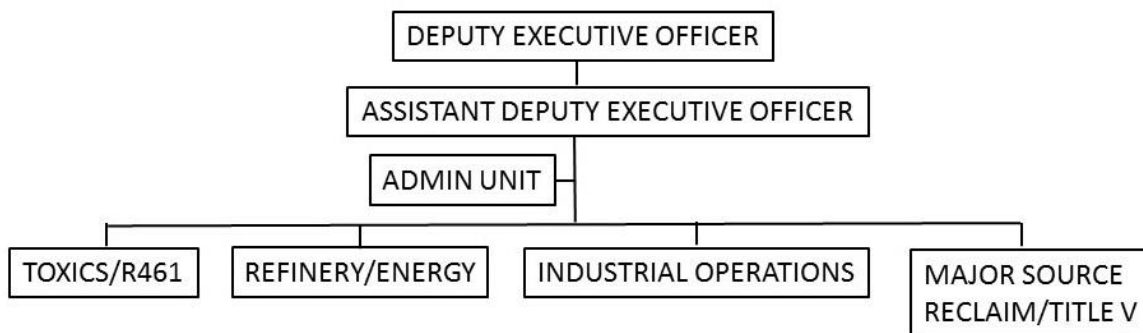 DEPUTY EXECUTIVE OFFICER
ASSISTANT DEPUTY EXECUTIVE OFFICER
ADMIN UNIT
TOXICS/R461
REFINERY/ENERGY
INDUSTRIAL OPERATIONS
MAJOR SOURCE
RECLAIM/TITLE V